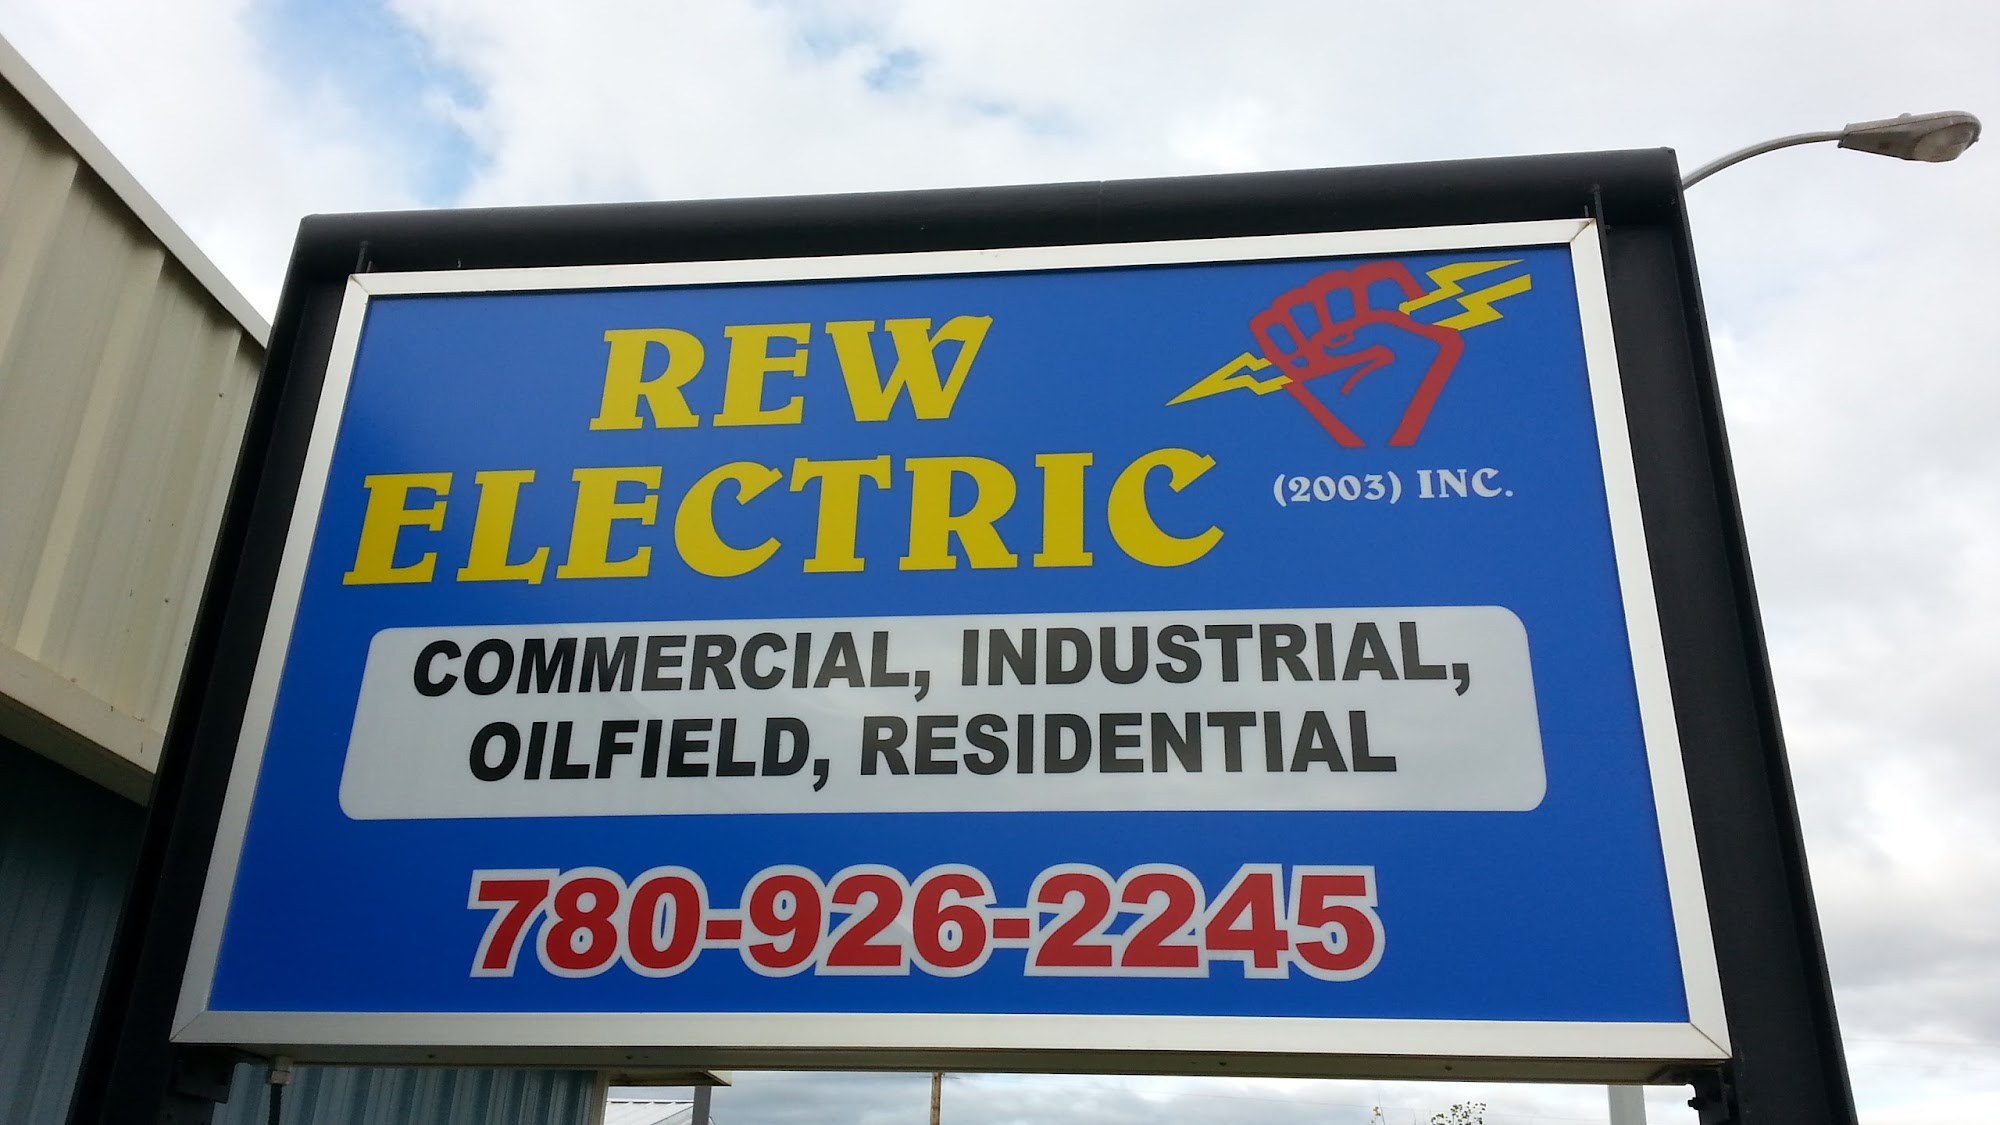 REW
ELECTRIC
(2003) INC.
COMMERCIAL, INDUSTRIAL,
OILFIELD, RESIDENTIAL
780-926-2245